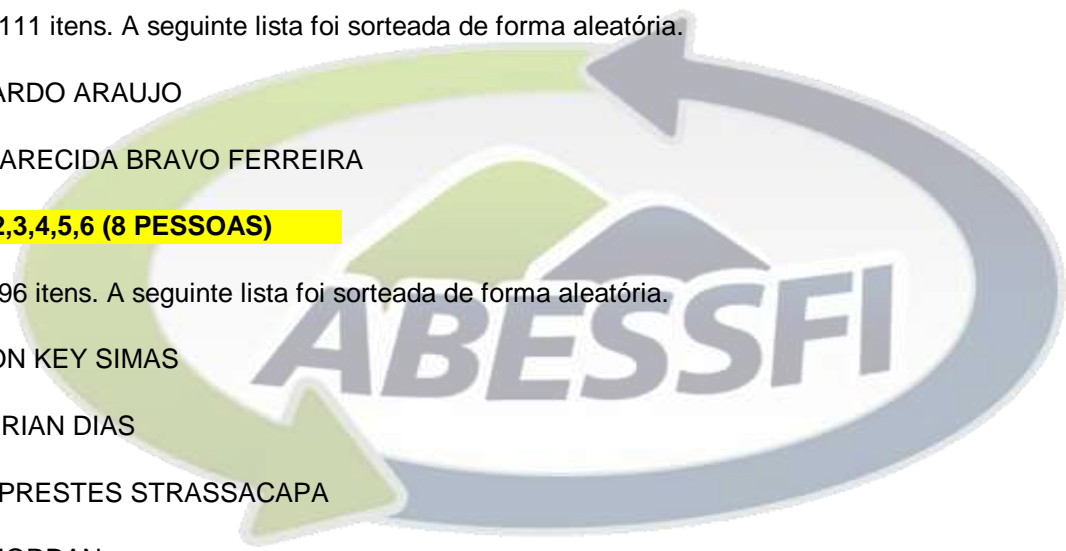 111 itens. A seguinte lista foi sorteada de forma aleatória.
ARDO ARAUJO
ARECIDA BRAVO FERREIRA
2,3,4,5,6 (8 PESSOAS)
96 itens. A seguinte lista foi sorteada de forma aleatória.
ON KEY SIMAS
RIAN DIAS
PRESTES STRASSACAPA
ABESSFI